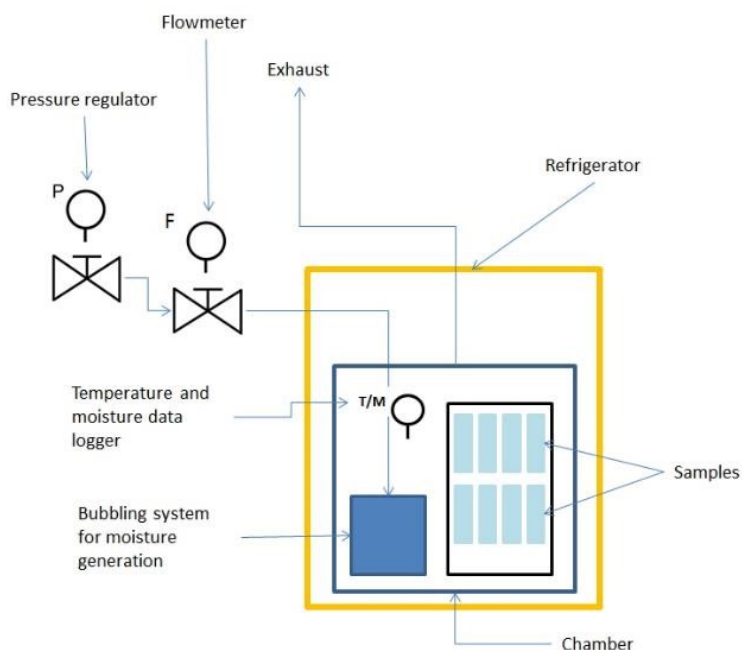 Flowmeter
Exhaust
Pressure regulator
Refrigerator
P
F
Temperature and
moisture data
logger
T/M
Samples
Bubbling system
for moisture
generation
Chamber